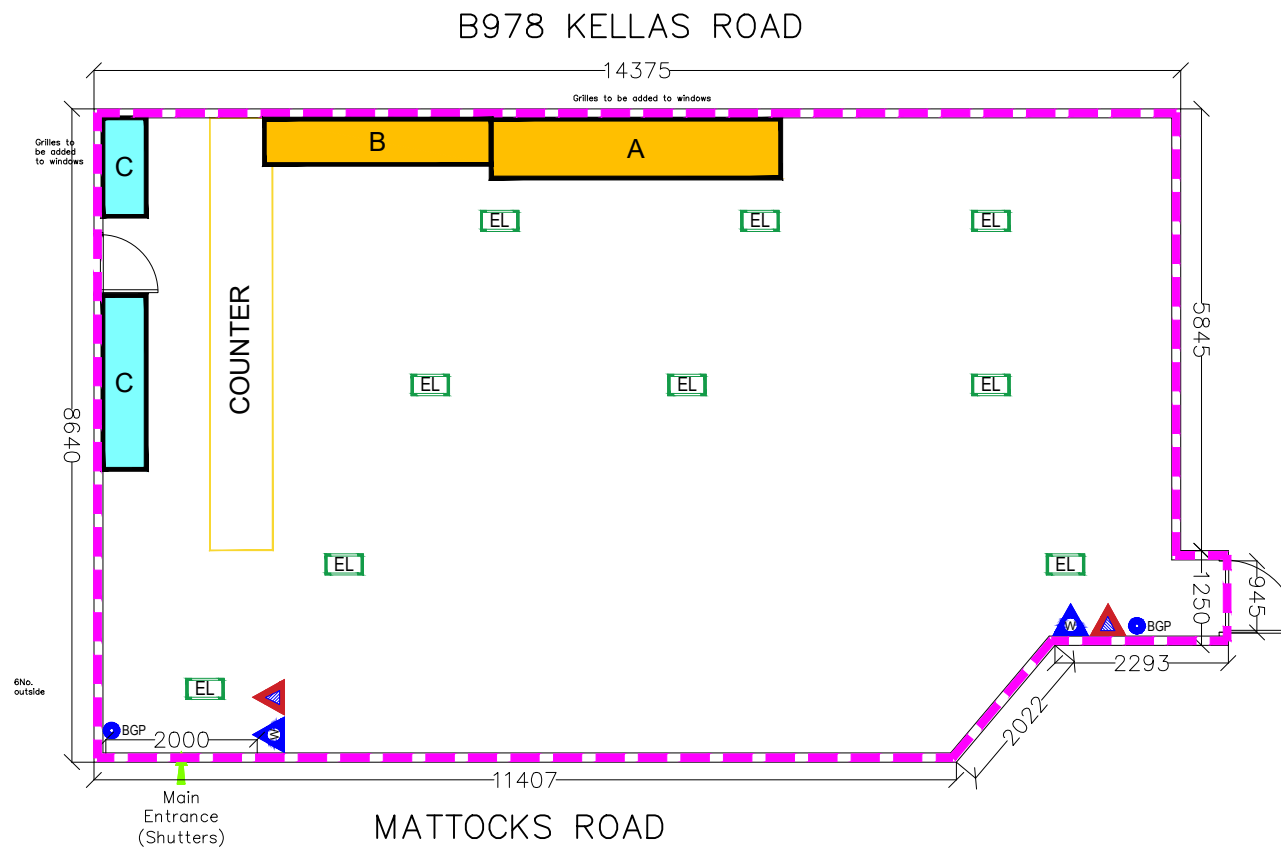 B978 KELLAS ROAD
14375
Grilles to be added to windows
Grilles to
be added
to windows
C
B
A
EL
EL
EL
COUNTER
5845
C
EL
EL
EL
8640
EL
EL
1250
945
W
BGP
2293
6No.
outside
EL
2022
BGP
W
2000
11407
Main
Entrance
(Shutters)
MATTOCKS ROAD